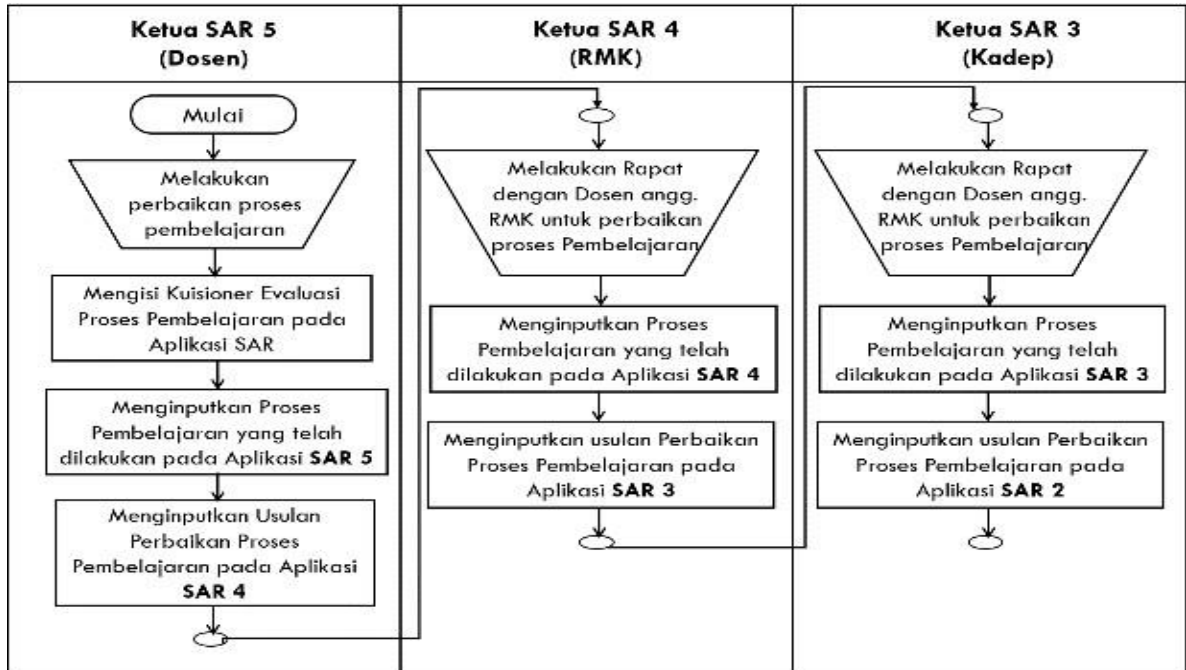 Ketua SAR 5
(Dosen)
Ketua SAR 4
(RMK)
Ketua SAR 3
(Kadep)
Mulai
Melakukan
perbaikan proses
pembelajaran
Mengisi Kuisioner Evaluasi
Proses Pembelajaran pada
Aplikasi SAR
Menginputkan Proses
Pembelajaran yang telah
dilakukan pada Aplikasi SAR 5
Menginputkan Usulan
Perbaikan Proses
Pembelajaran pada Aplikasi
SAR 4
Melakukan Rapat
dengan Dosen angg.
RMK untuk perbaikan
proses Pembelajaran
Menginputkan Proses
Pembelajaran yang telah
dilakukan pada Aplikasi SAR 4
Menginputkan usulan Perbaikan
Proses Pembelajaran pada
Aplikasi SAR 3
Melakukan Rapat
dengan Dosen angg.
RMK untuk perbaikan
proses Pembelajaran
Menginputkan Proses
Pembelajaran yang telah
dilakukan pada Aplikasi SAR 3
Menginputkan usulan Perbaikan
Proses Pembelajaran pada
Aplikasi SAR 2